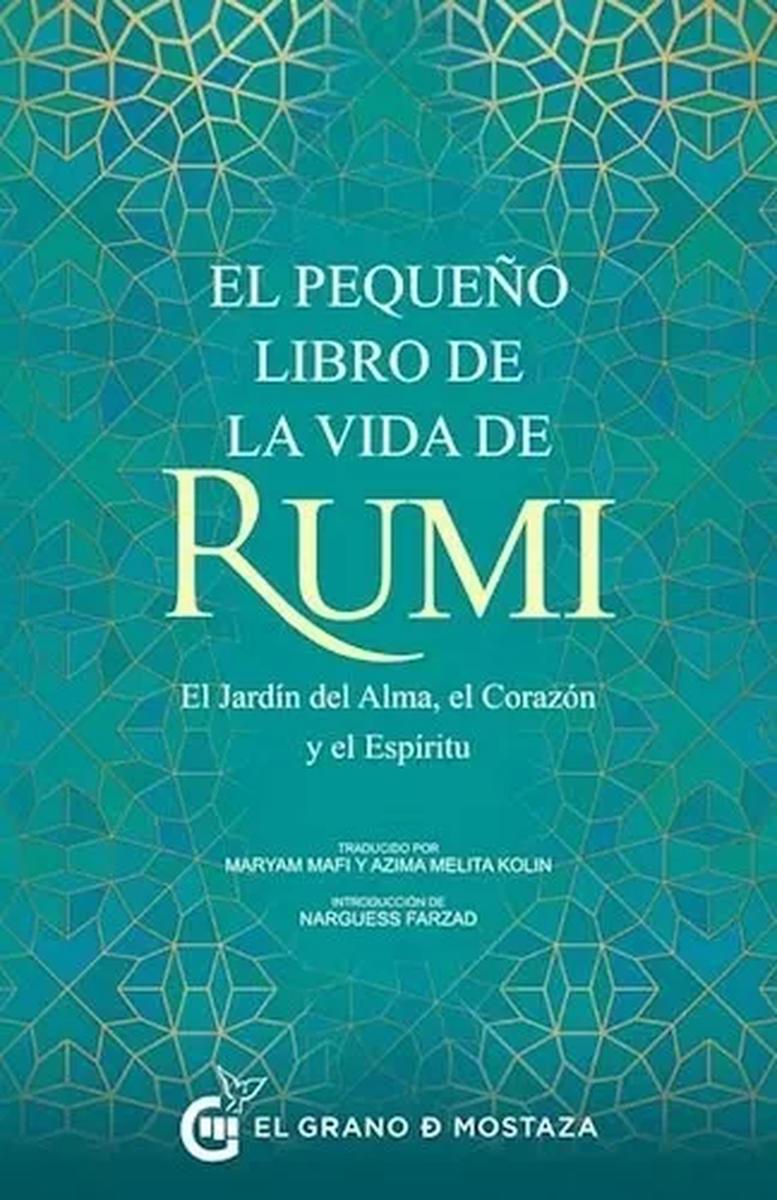 EL PEQUEÑO
LIBRO DE
LA VIDA DE
RUMI
El Jardín del Alma, el Corazón
y el Espíritu
TRADUCIDO POR
MARYAM MAFI Y AZIMA MELITA KOLIN
INTRODUCCIÓN DE
NARGUESS FARZAD
EL GRANO Đ MOSTAZA